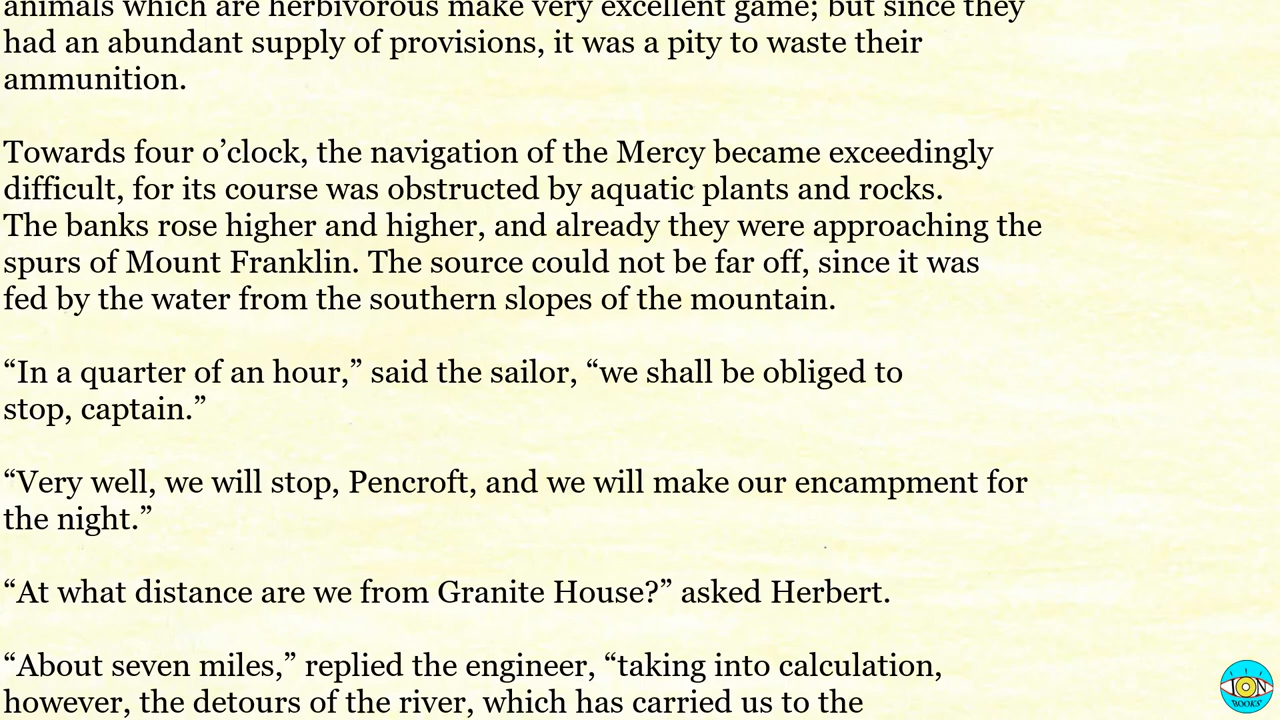 animals which are herbivorous make very excellent game; but since they
had an abundant supply of provisions, it was a pity to waste their
ammunition.
Towards four o’clock, the navigation of the Mercy became exceedingly
difficult, for its course was obstructed by aquatic plants and rocks.
The banks rose higher and higher, and already they were approaching the
spurs of Mount Franklin. The source could not be far off, since it was
fed by the water from the southern slopes of the mountain.
“In a quarter of an hour,” said the sailor, “we shall be obliged to
stop, captain.”
“Very well, we will stop, Pencroft, and we will make our encampment for
the night.”
“At what distance are we from Granite House?” asked Herbert.
“About seven miles,” replied the engineer, “taking into calculation,
however, the detours of the river, which has carried us to the
ION
BOOKS